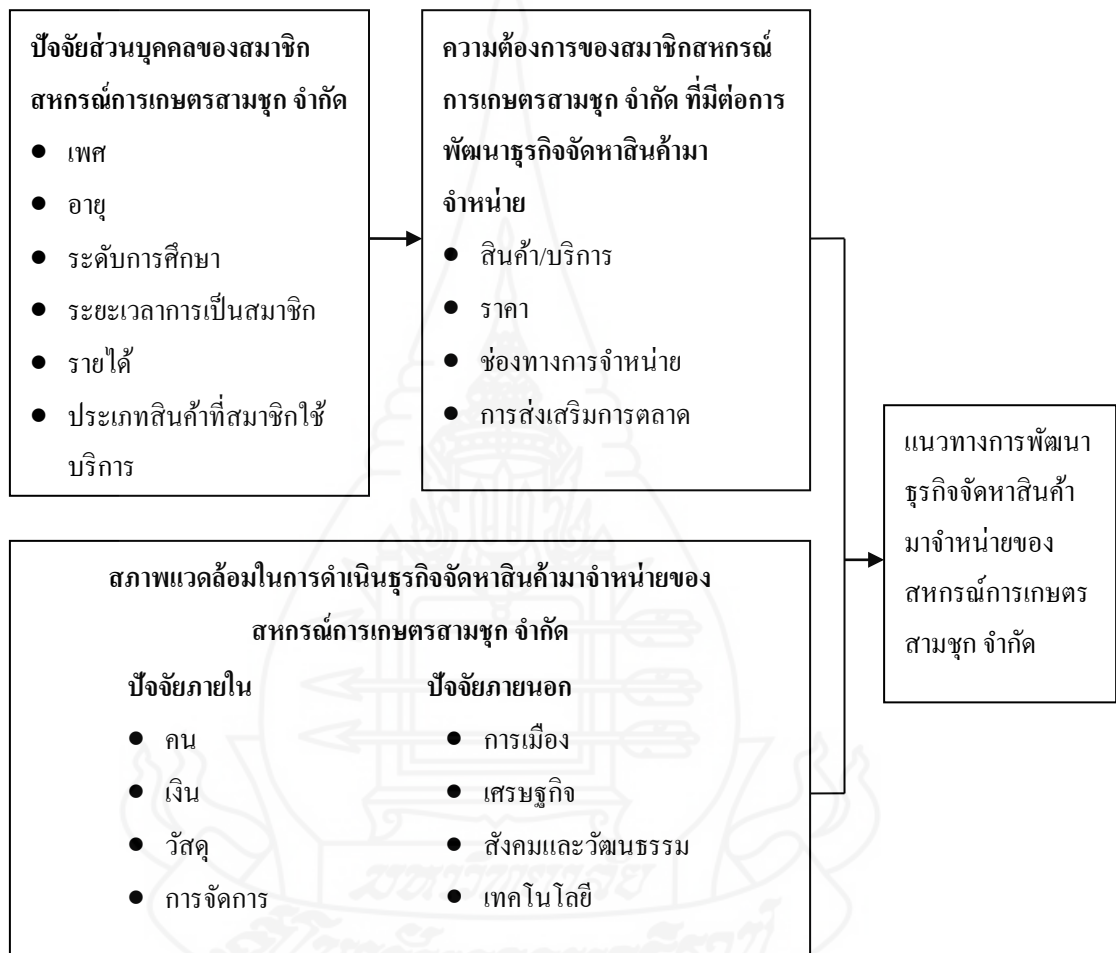 ปัจจัยส่วนบุคคลของสมาชิก
สหกรณ์การเกษตรสามชุก จำกัด
● เพศ
● อายุ
● ระดับการศึกษา
● ระยะเวลาการเป็นสมาชิก
● รายได้
● ประเภทสินค้าที่สมาชิกใช้
บริการ
ความต้องการของสมาชิกสหกรณ์
การเกษตรสามชุก จำกัด ที่มีต่อการ
พัฒนาธุรกิจจัดหาสินค้ามา
จำหน่าย
● สินค้า/บริการ
● ราคา
● ช่องทางการจำหน่าย
● การส่งเสริมการตลาด
สภาพแวดล้อมในการดำเนินธุรกิจจัดหาสินค้ามาจำหน่ายของ
สหกรณ์การเกษตรสามชุก จำกัด
ปัจจัยภายใน
● คน
● เงิน
● วัสดุ
● การจัดการ
ปัจจัยภายนอก
● การเมือง
● เศรษฐกิจ
● สังคมและวัฒนธรรม
● เทคโนโลยี
แนวทางการพัฒนา
ธุรกิจจัดหาสินค้า
มาจำหน่ายของ
สหกรณ์การเกษตร
สามชุก จำกัด